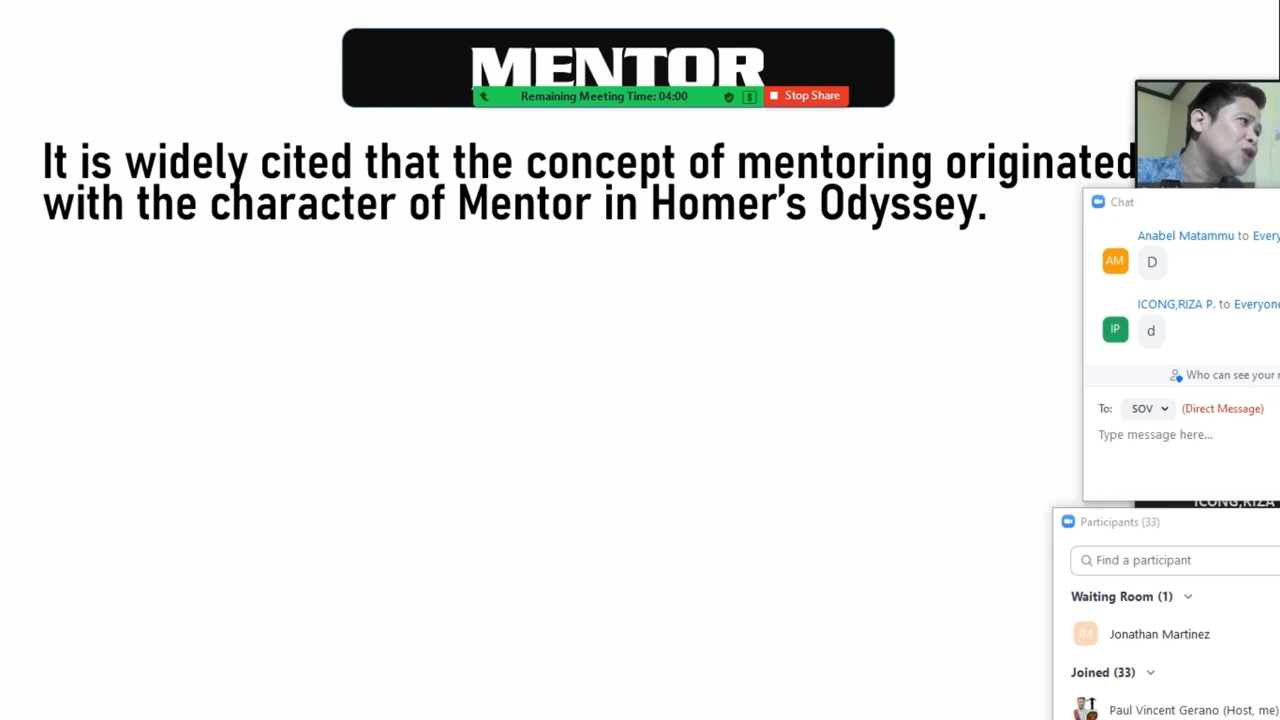 MENTOR
Remaining Meeting Time: 04:00
Stop Share
It is widely cited that the concept of mentoring originated
with the character of Mentor in Homer's Odyssey.
Chat
Anabel Matammu to Every
AM
D
ICONG,RIZA P. to Everyone
IP
d
Who can see your
To: SOV (Direct Message)
Type message here...
ICONG,RIZA
Participants (33)
Find a participant
Waiting Room (1)
JM
Jonathan Martinez
Joined (33)
Paul Vincent Gerano (Host, me)